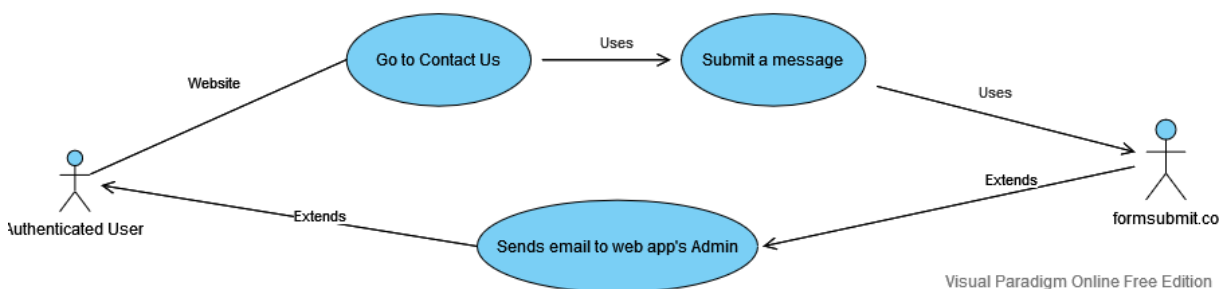 Go to Contact Us
Uses
Submit a message
Website
Uses
Extends
uthenticated User
Extends
Sends email to web app's Admin
formsubmit.co
Visual Paradigm Online Free Edition